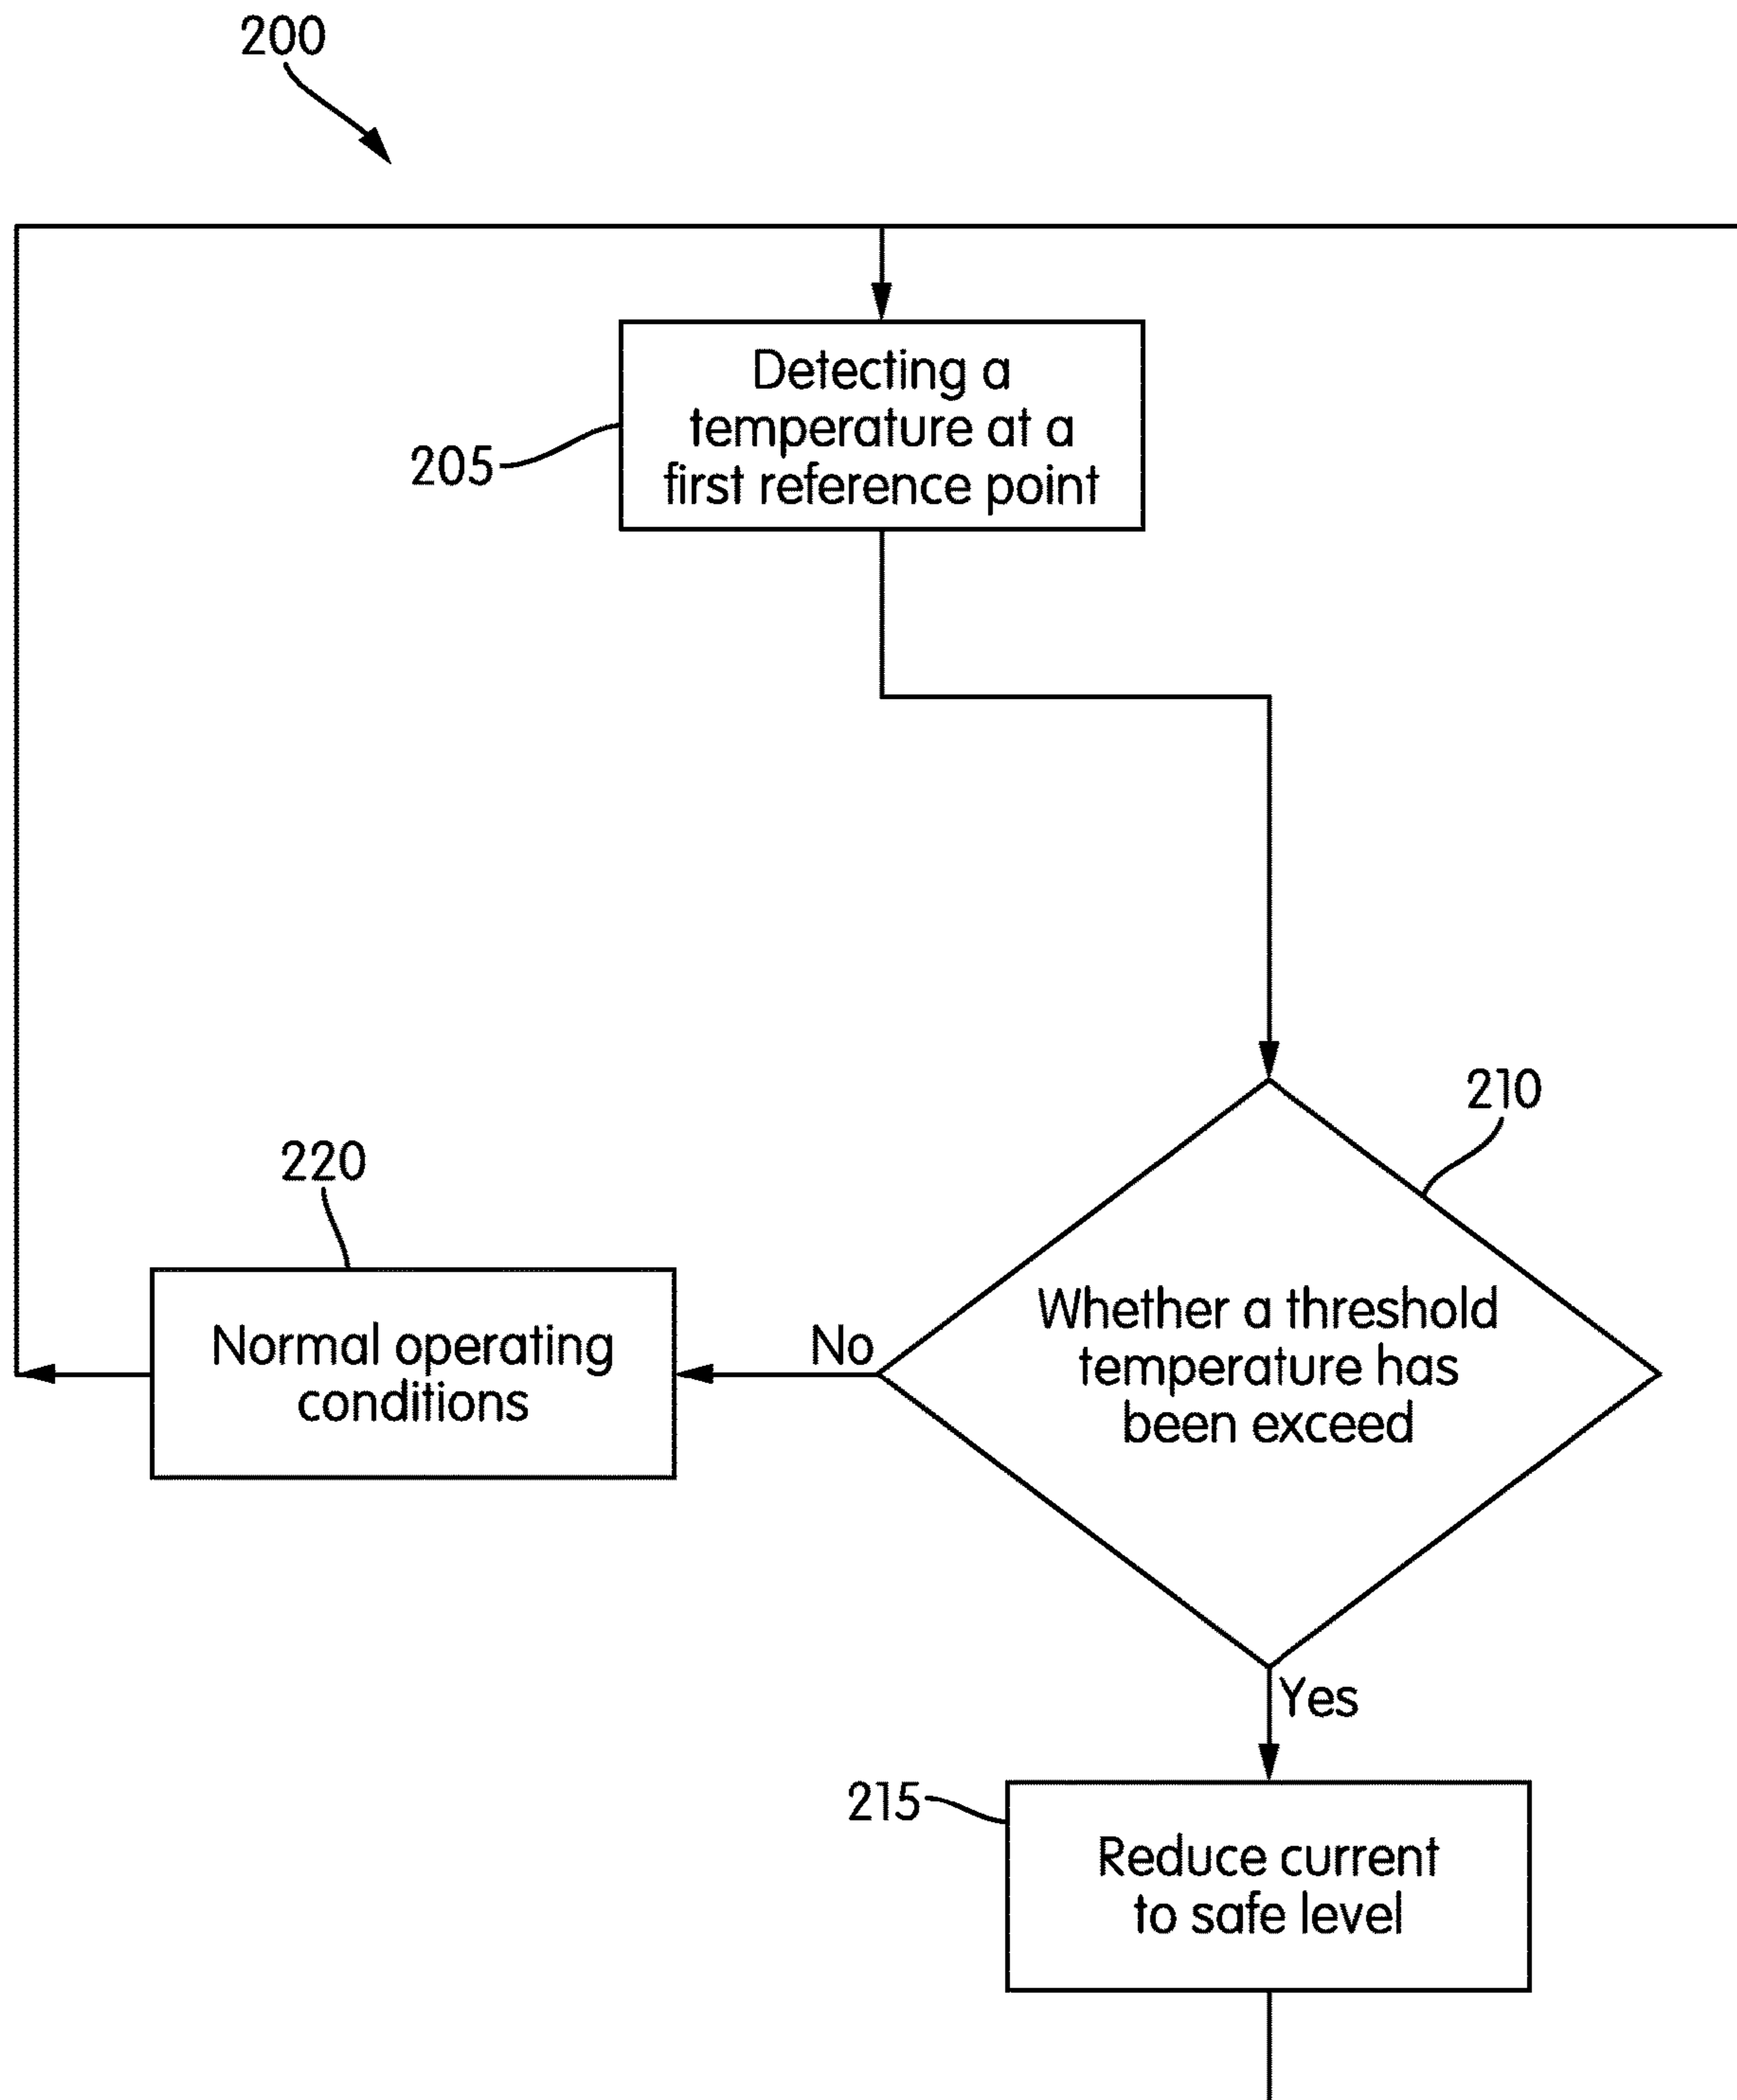 200
Detecting a
temperature at a
first reference point
205
210
220
Whether a threshold
temperature has
been exceed
No
Normal operating
conditions
Yes
215
Reduce current
to safe level